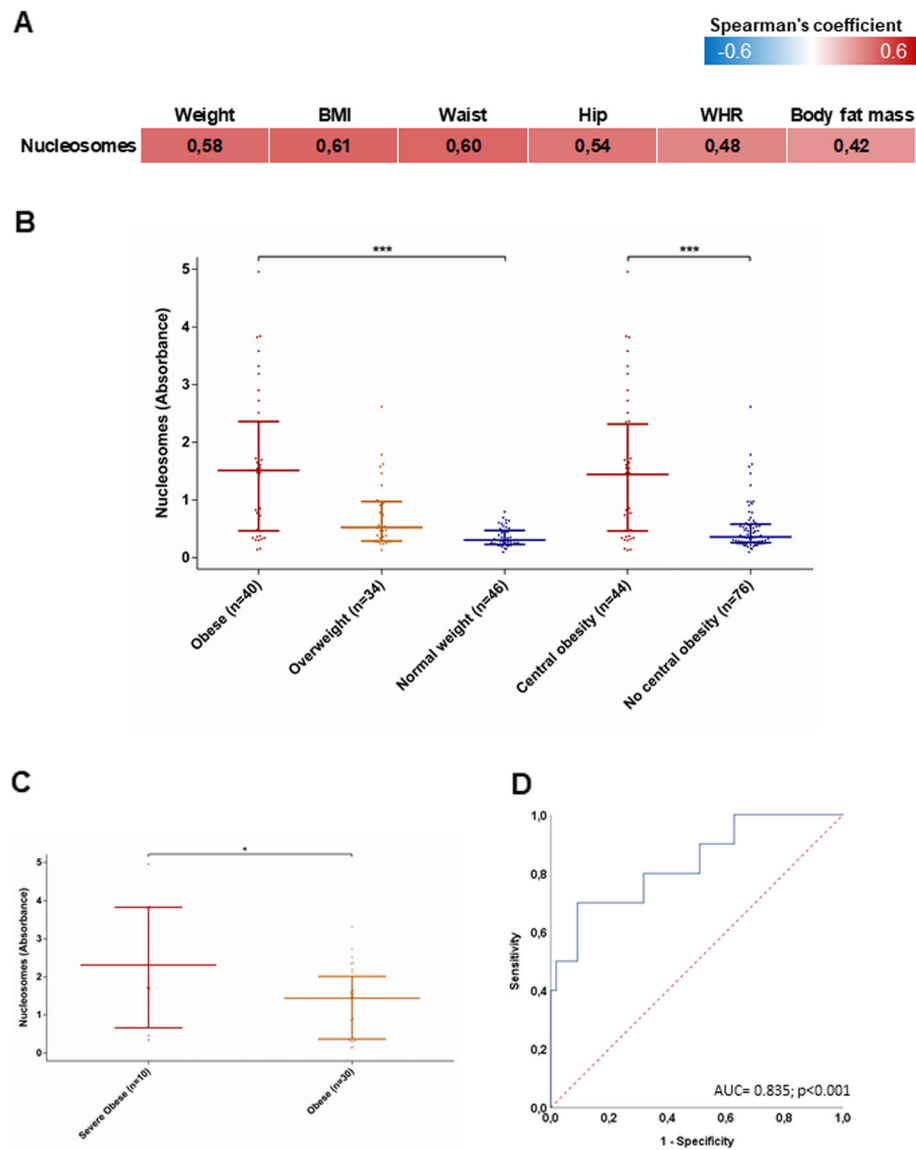 A
Spearman's coefficient
-0.6 0.6
Weight BMI Waist Hip WHR Body fat mass
Nucleosomes 0,58 0,61 0,60 0,54 0,48 0,42
B
*** ***
Nucleosomes (Absorbance)
5
4
3
2
1
0
Obese (n=40)
Overweight (n=34)
Normal weight (n=46)
Central obesity (n=44)
No central obesity (n=76)
C
*
Nucleosomes (Absorbance)
5
4
3
2
1
0
Severe Obese (n=10)
Obese (n=30)
D
Sensitivity
1,0
0,8
0,6
0,4
0,2
0,0
AUC= 0.835; p<0.001
0,0 0,2 0,4 0,6 0,8 1,0
1 - Specificity